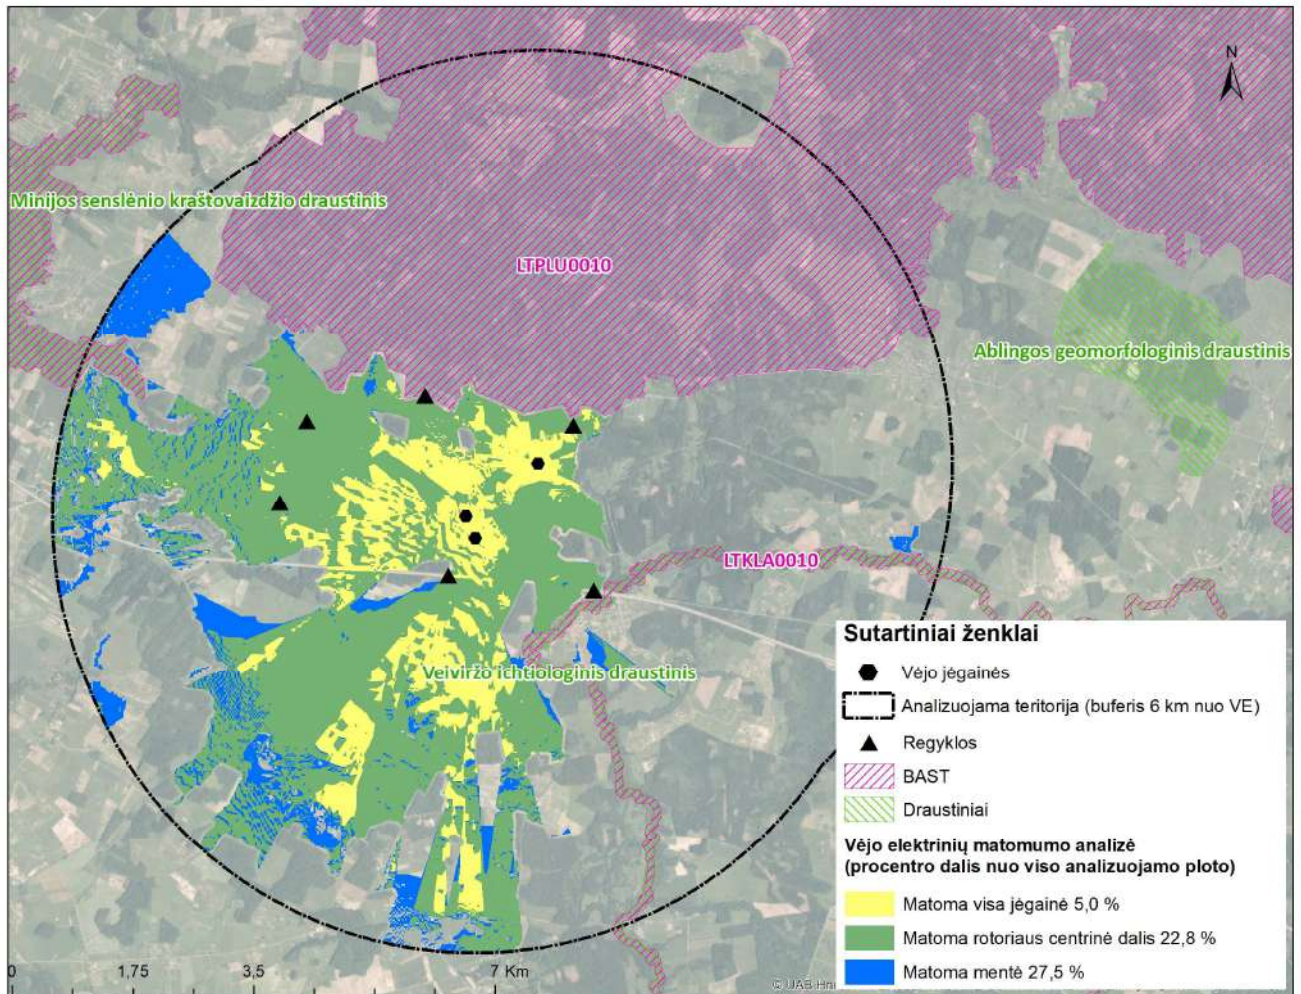 N
Minijos senslėnio kraštovaizdžio draustinis
LTPLU0010
Ablingos geomorfologinis draustinis
LTKLA0010
Veiviržo ichtiologinis draustinis
Sutartiniai ženklai
Vėjo jėgainės
Analizuojama teritorija (buferis 6 km nuo VE)
Regyklos
BAST
Draustiniai
Vėjo elektrinių matomumo analizė
(procentro dalis nuo viso analizuojamo ploto)
Matoma visa jėgainė 5,0 %
Matoma rotoriaus centrinė dalis 22,8 %
Matoma mentė 27,5 %
0 1,75 3,5 7 Km
© UAB